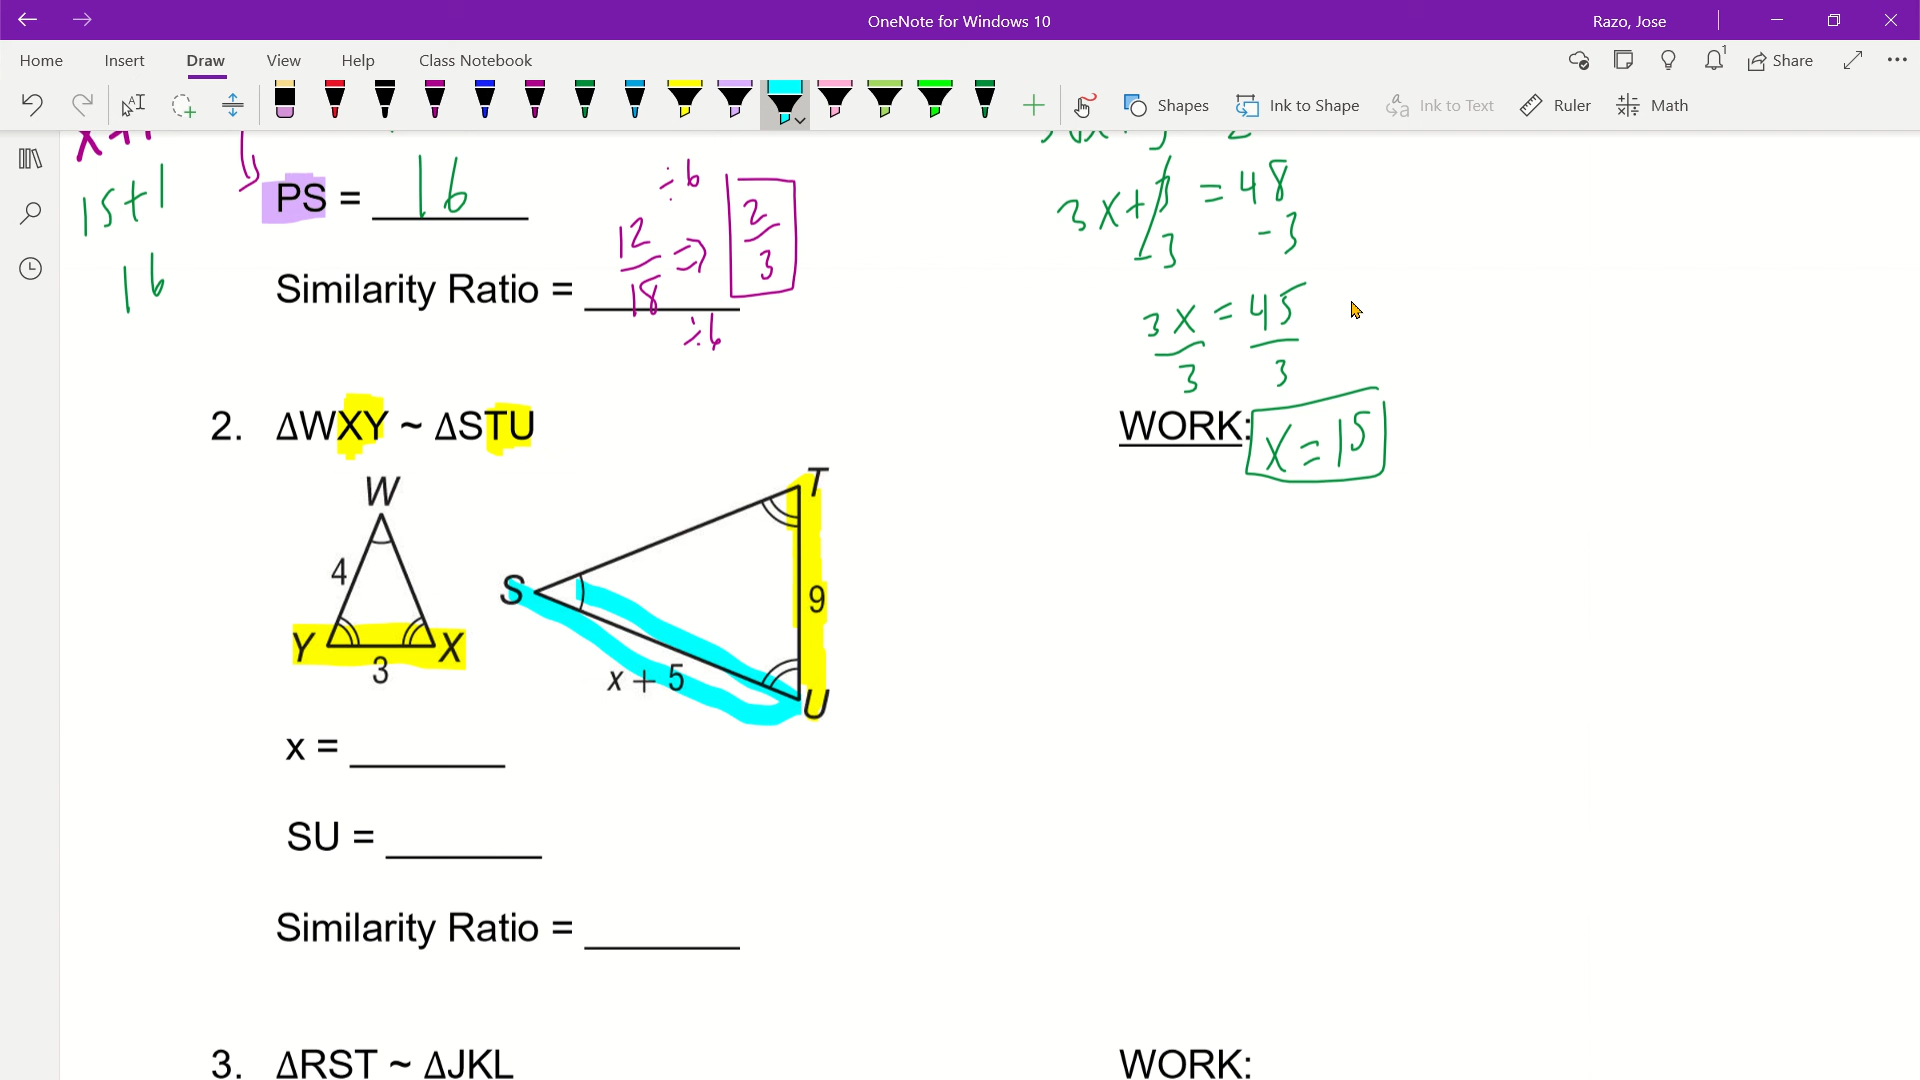 OneNote for Windows 10
Razo, Jose
Home Insert Draw View Help Class Notebook
Share
Shapes Ink to Shape Ink to Text Ruler Math
x+1
15+1
16
PS = 16
÷6
12/18 ⇒ 2/3
÷6
Similarity Ratio =
3x+3 = 48
-3 -3
3x = 45
3 3
x = 15
2. ΔWXY ~ ΔSTU
WORK:
W
4
Y
X
3
T
S
9
x + 5
U
x =
SU =
Similarity Ratio =
3. ΔRST ~ ΔJKL
WORK: